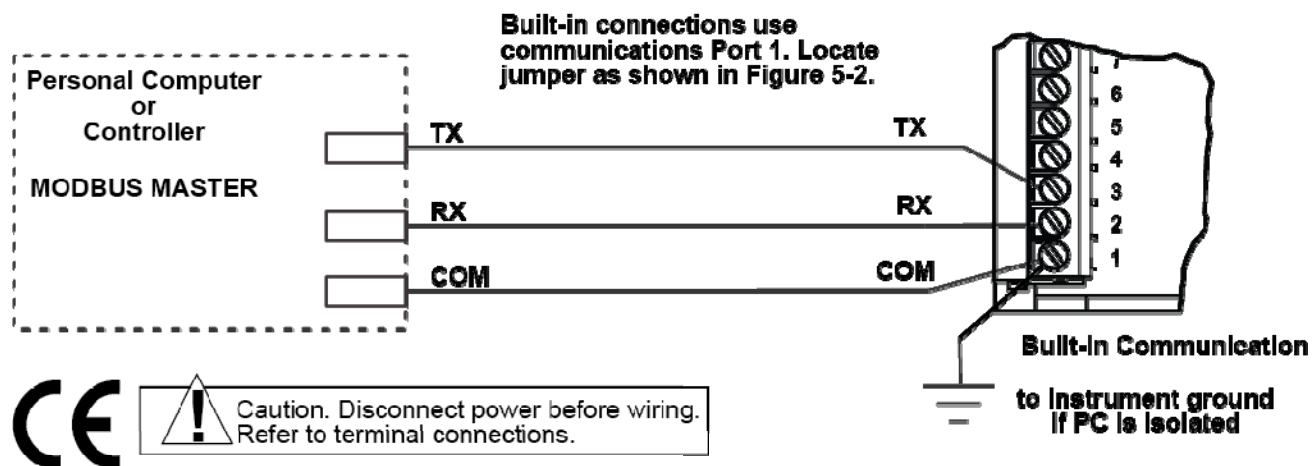 Built-in connections use
communications Port 1. Locate
jumper as shown in Figure 5-2.
Personal Computer
or
Controller
MODBUS MASTER
TX
TX
RX
RX
COM
COM
7
6
5
4
3
2
1
Built-in Communication
to instrument ground
if PC is isolated
CE
!
Caution. Disconnect power before wiring.
Refer to terminal connections.